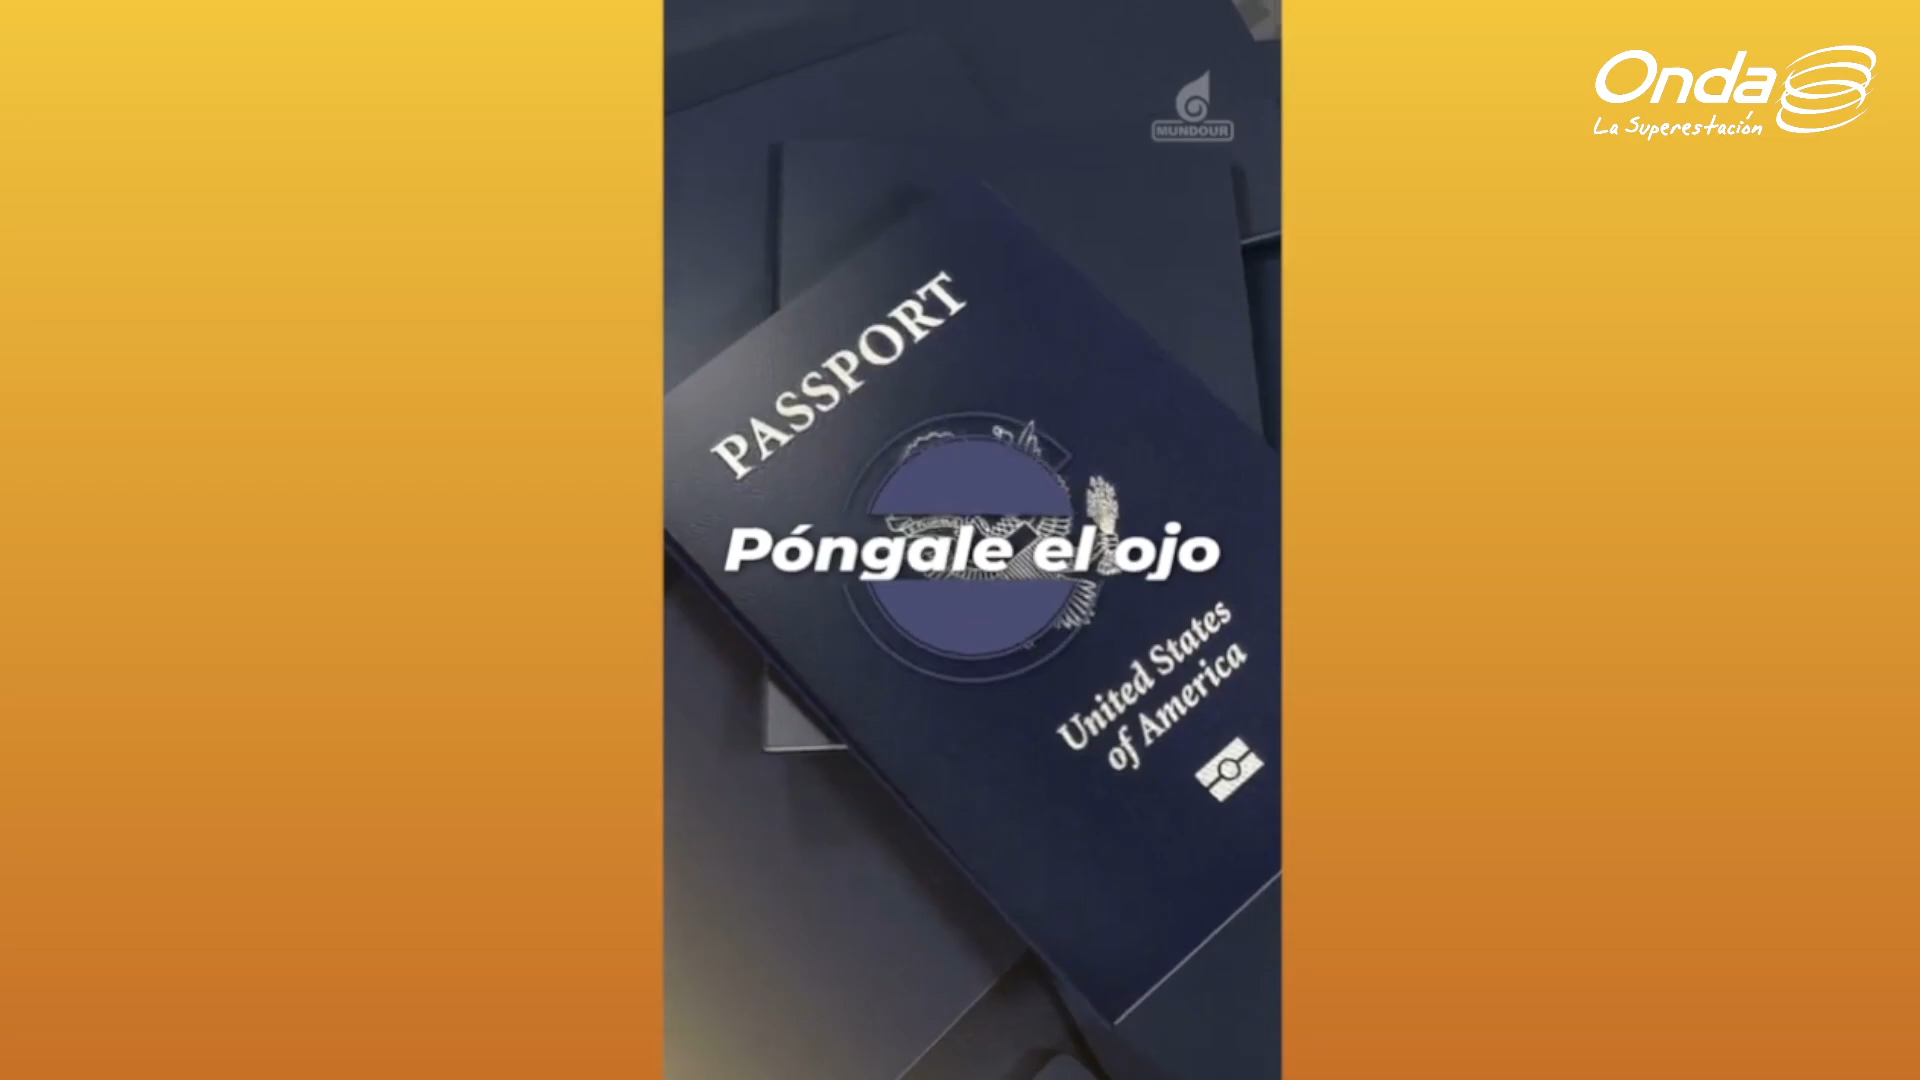 Onda
La Superestación
MUNDOUR
PASSPORT
Póngale el ojo
United States
of America